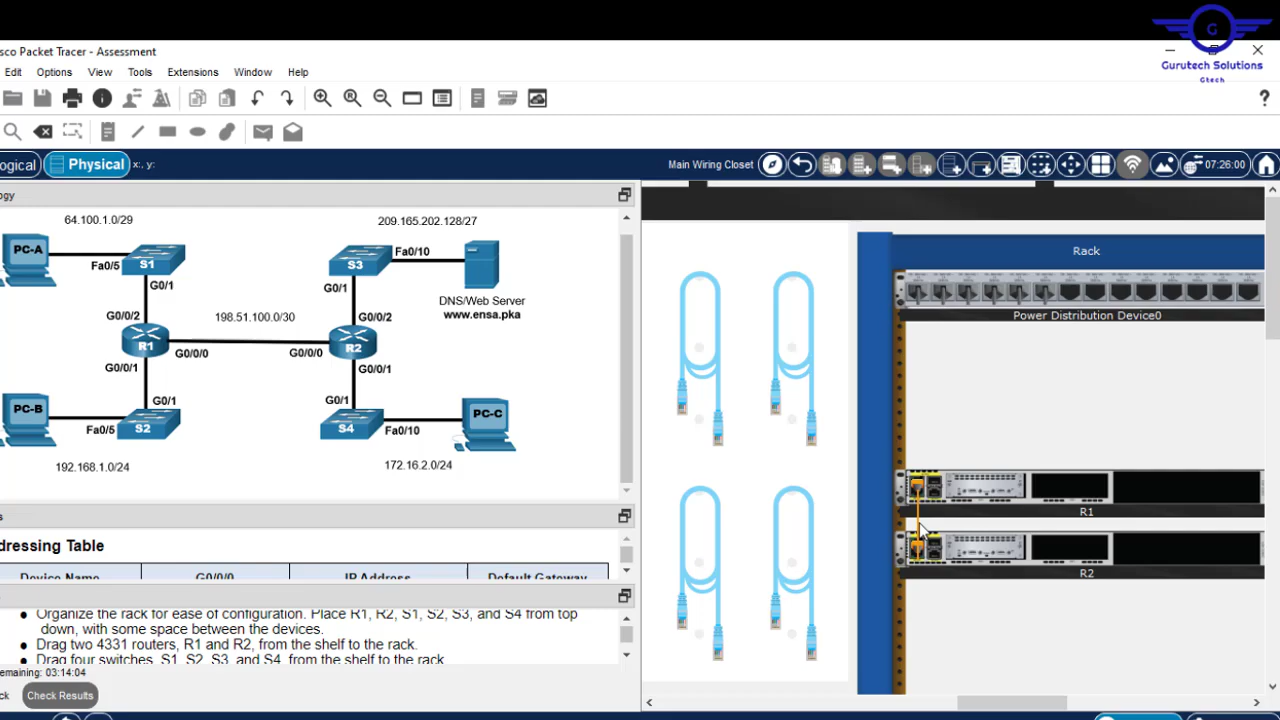 G
Gurutech Solutions
Gtech
sco Packet Tracer - Assessment
Edit Options View Tools Extensions Window Help
ogical Physical x:, y: Main Wiring Closet 07:26:00
ogy
64.100.1.0/29
209.165.202.128/27
PC-A
Fa0/5
S1
S3
Fa0/10
G0/1
G0/1
DNS/Web Server
www.ensa.pka
G0/0/2
198.51.100.0/30
G0/0/2
R1
G0/0/0
G0/0/0
R2
G0/0/1
G0/0/1
PC-B
G0/1
G0/1
PC-C
Fa0/5
S2
S4
Fa0/10
192.168.1.0/24
172.16.2.0/24
s
dressing Table
Device Name G0/0/0 IP Address Default Gateway
Organize the rack for ease of configuration. Place R1, R2, S1, S2, S3, and S4 from top
down, with some space between the devices.
Drag two 4331 routers, R1 and R2, from the shelf to the rack.
Drag four switches, S1, S2, S3, and S4, from the shelf to the rack
emaining: 03:14:04
ck Check Results
Rack
Power Distribution Device0
R1
R2